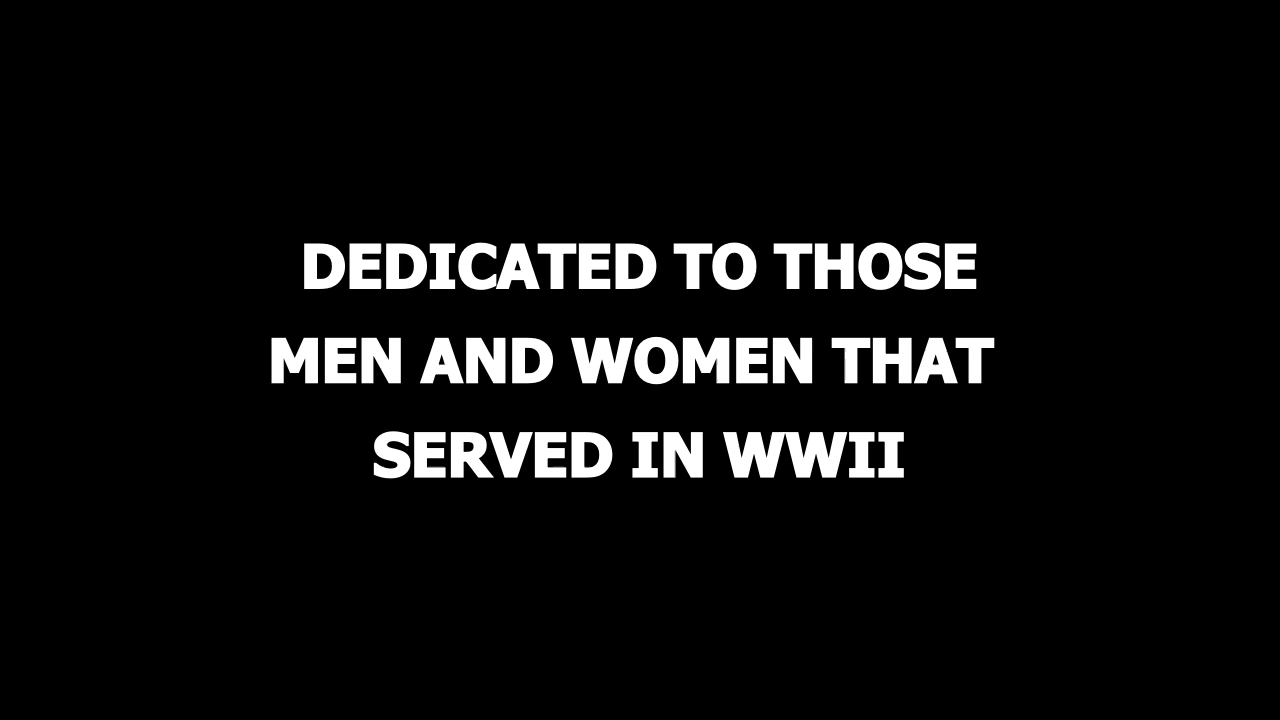 DEDICATED TO THOSE
MEN AND WOMEN THAT
SERVED IN WWII